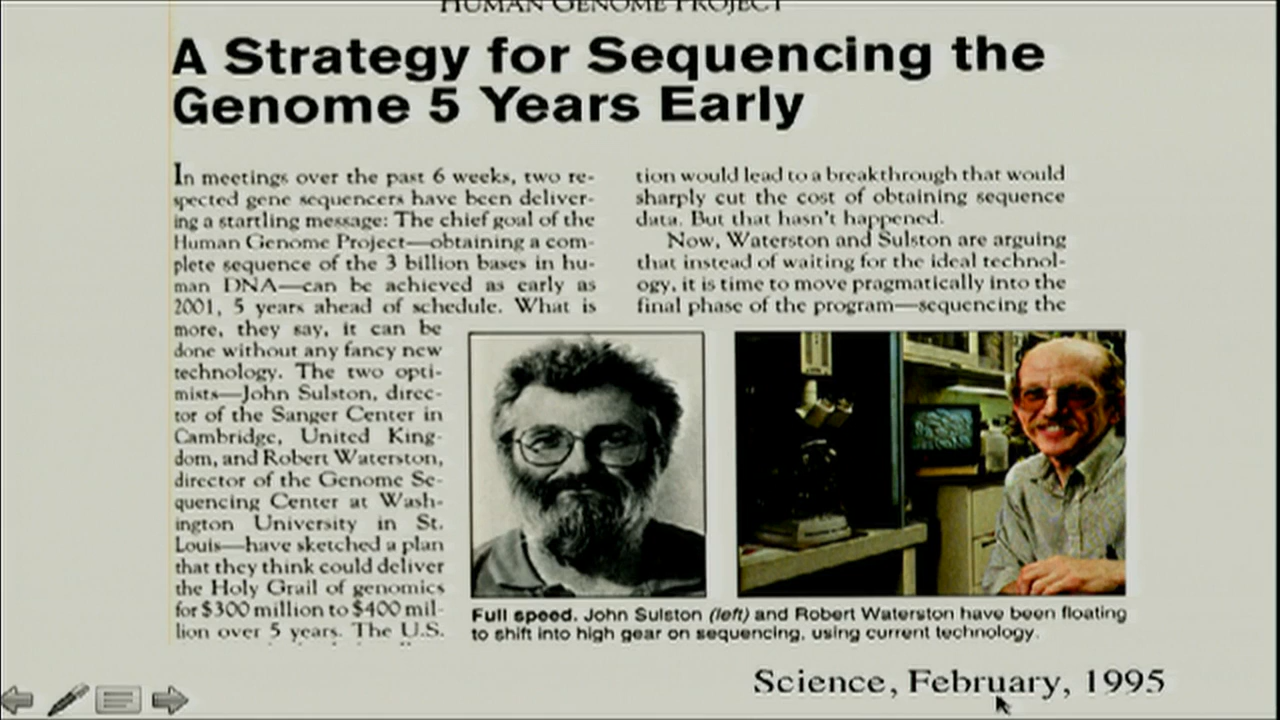 HUMAN GENOME PROJECT
A Strategy for Sequencing the
Genome 5 Years Early
In meetings over the past 6 weeks, two re-
spected gene sequencers have been deliver-
ing a startling message: The chief goal of the
Human Genome Project—obtaining a com-
plete sequence of the 3 billion bases in hu-
man DNA—can be achieved as early as
2001, 5 years ahead of schedule. What is
more, they say, it can be
done without any fancy new
technology. The two opti-
mists—John Sulston, direc-
tor of the Sanger Center in
Cambridge, United King-
dom, and Robert Waterston,
director of the Genome Se-
quencing Center at Wash-
ington University in St.
Louis—have sketched a plan
that they think could deliver
the Holy Grail of genomics
for $300 million to $400 mil-
lion over 5 years. The U.S.
tion would lead to a breakthrough that would
sharply cut the cost of obtaining sequence
data. But that hasn't happened.
Now, Waterston and Sulston are arguing
that instead of waiting for the ideal technol-
ogy, it is time to move pragmatically into the
final phase of the program—sequencing the
Full speed. John Sulston (left) and Robert Waterston have been floating
to shift into high gear on sequencing, using current technology.
Science, February, 1995